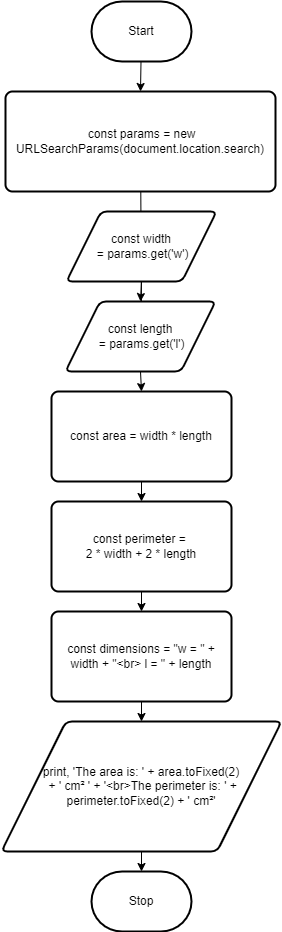 Start
const params = new
URLSearchParams(document.location.search)
const width
= params.get('w')
const length
= params.get('l')
const area = width * length
const perimeter =
2 * width + 2 * length
const dimensions = "w = " +
width + "<br> l = " + length
print, 'The area is: ' + area.toFixed(2)
+ ' cm² ' + '<br>The perimeter is: ' +
perimeter.toFixed(2) + ' cm²'
Stop